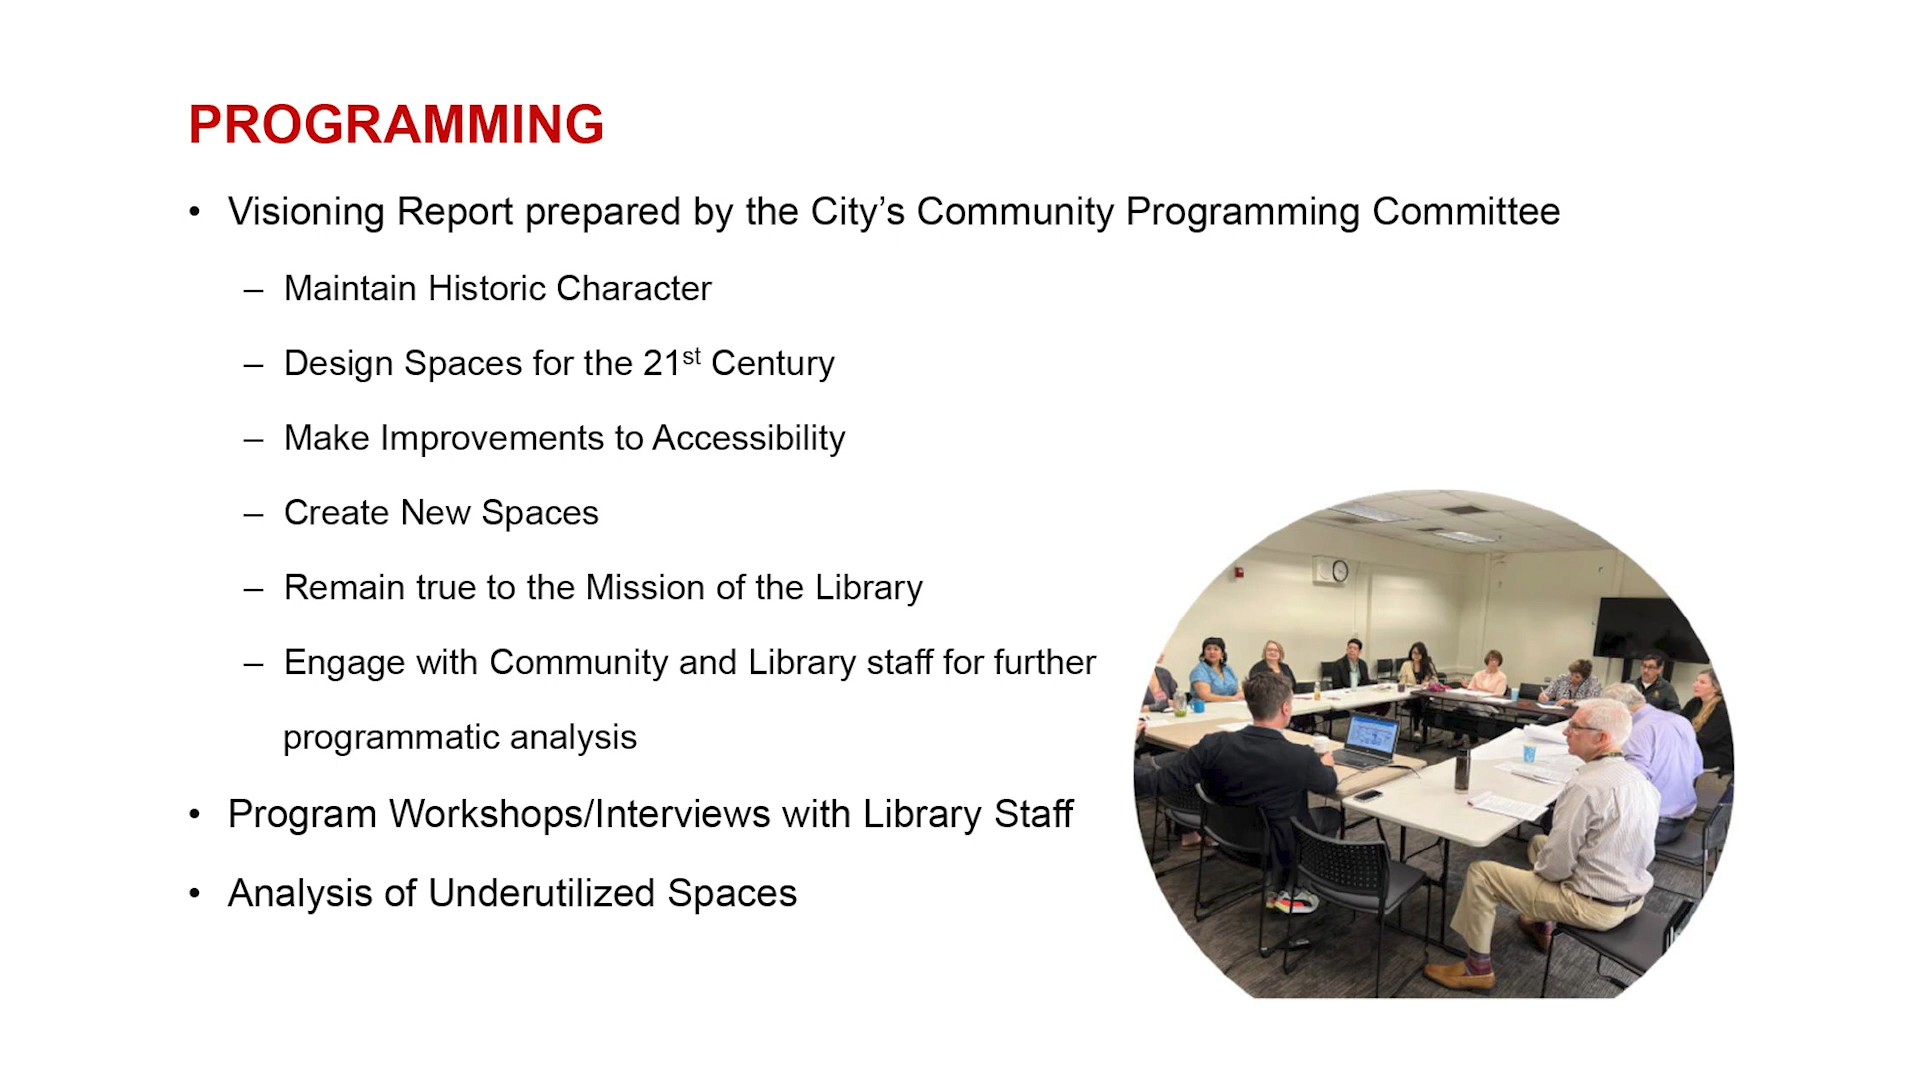 PROGRAMMING
• Visioning Report prepared by the City’s Community Programming Committee
– Maintain Historic Character
– Design Spaces for the 21st Century
– Make Improvements to Accessibility
– Create New Spaces
– Remain true to the Mission of the Library
– Engage with Community and Library staff for further
programmatic analysis
• Program Workshops/Interviews with Library Staff
• Analysis of Underutilized Spaces